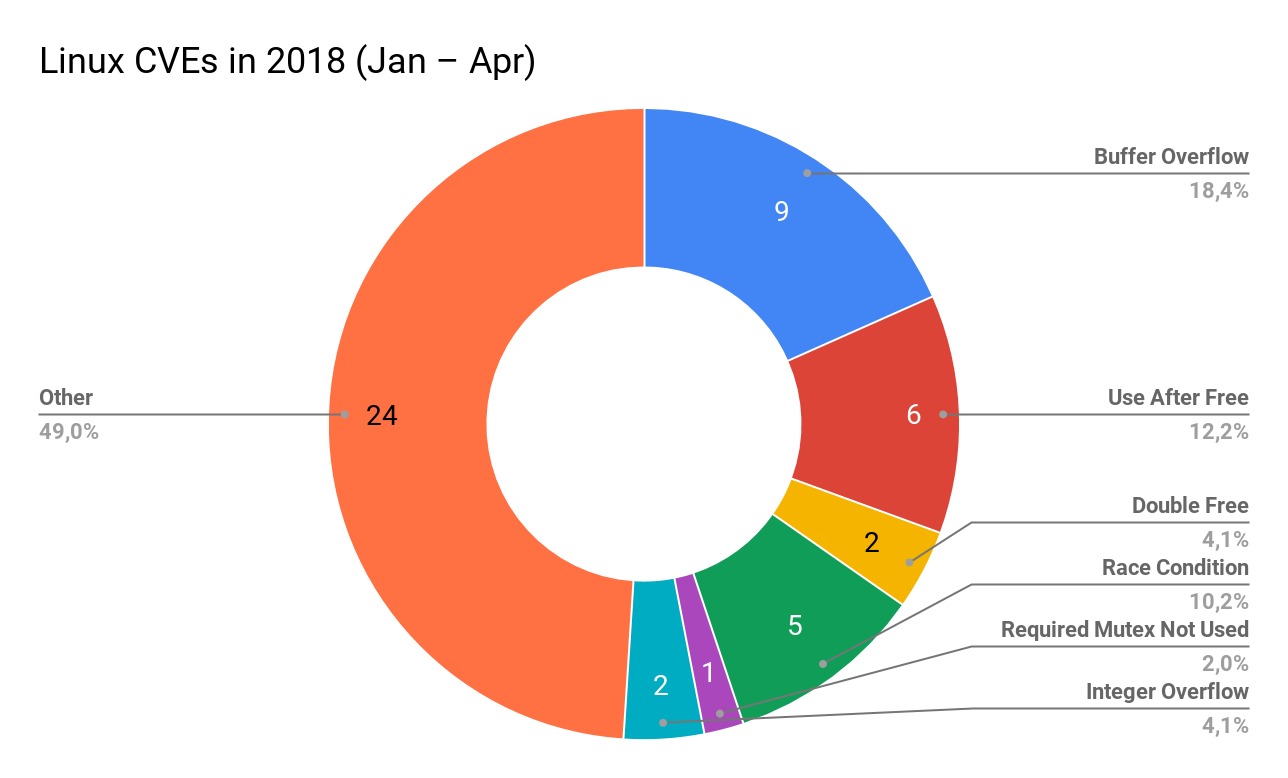 Linux CVEs in 2018 (Jan – Apr)
Buffer Overflow
18,4%
9
Other
49,0%
24
6
Use After Free
12,2%
Double Free
4,1%
2
Race Condition
10,2%
5
Required Mutex Not Used
2,0%
1
Integer Overflow
4,1%
2